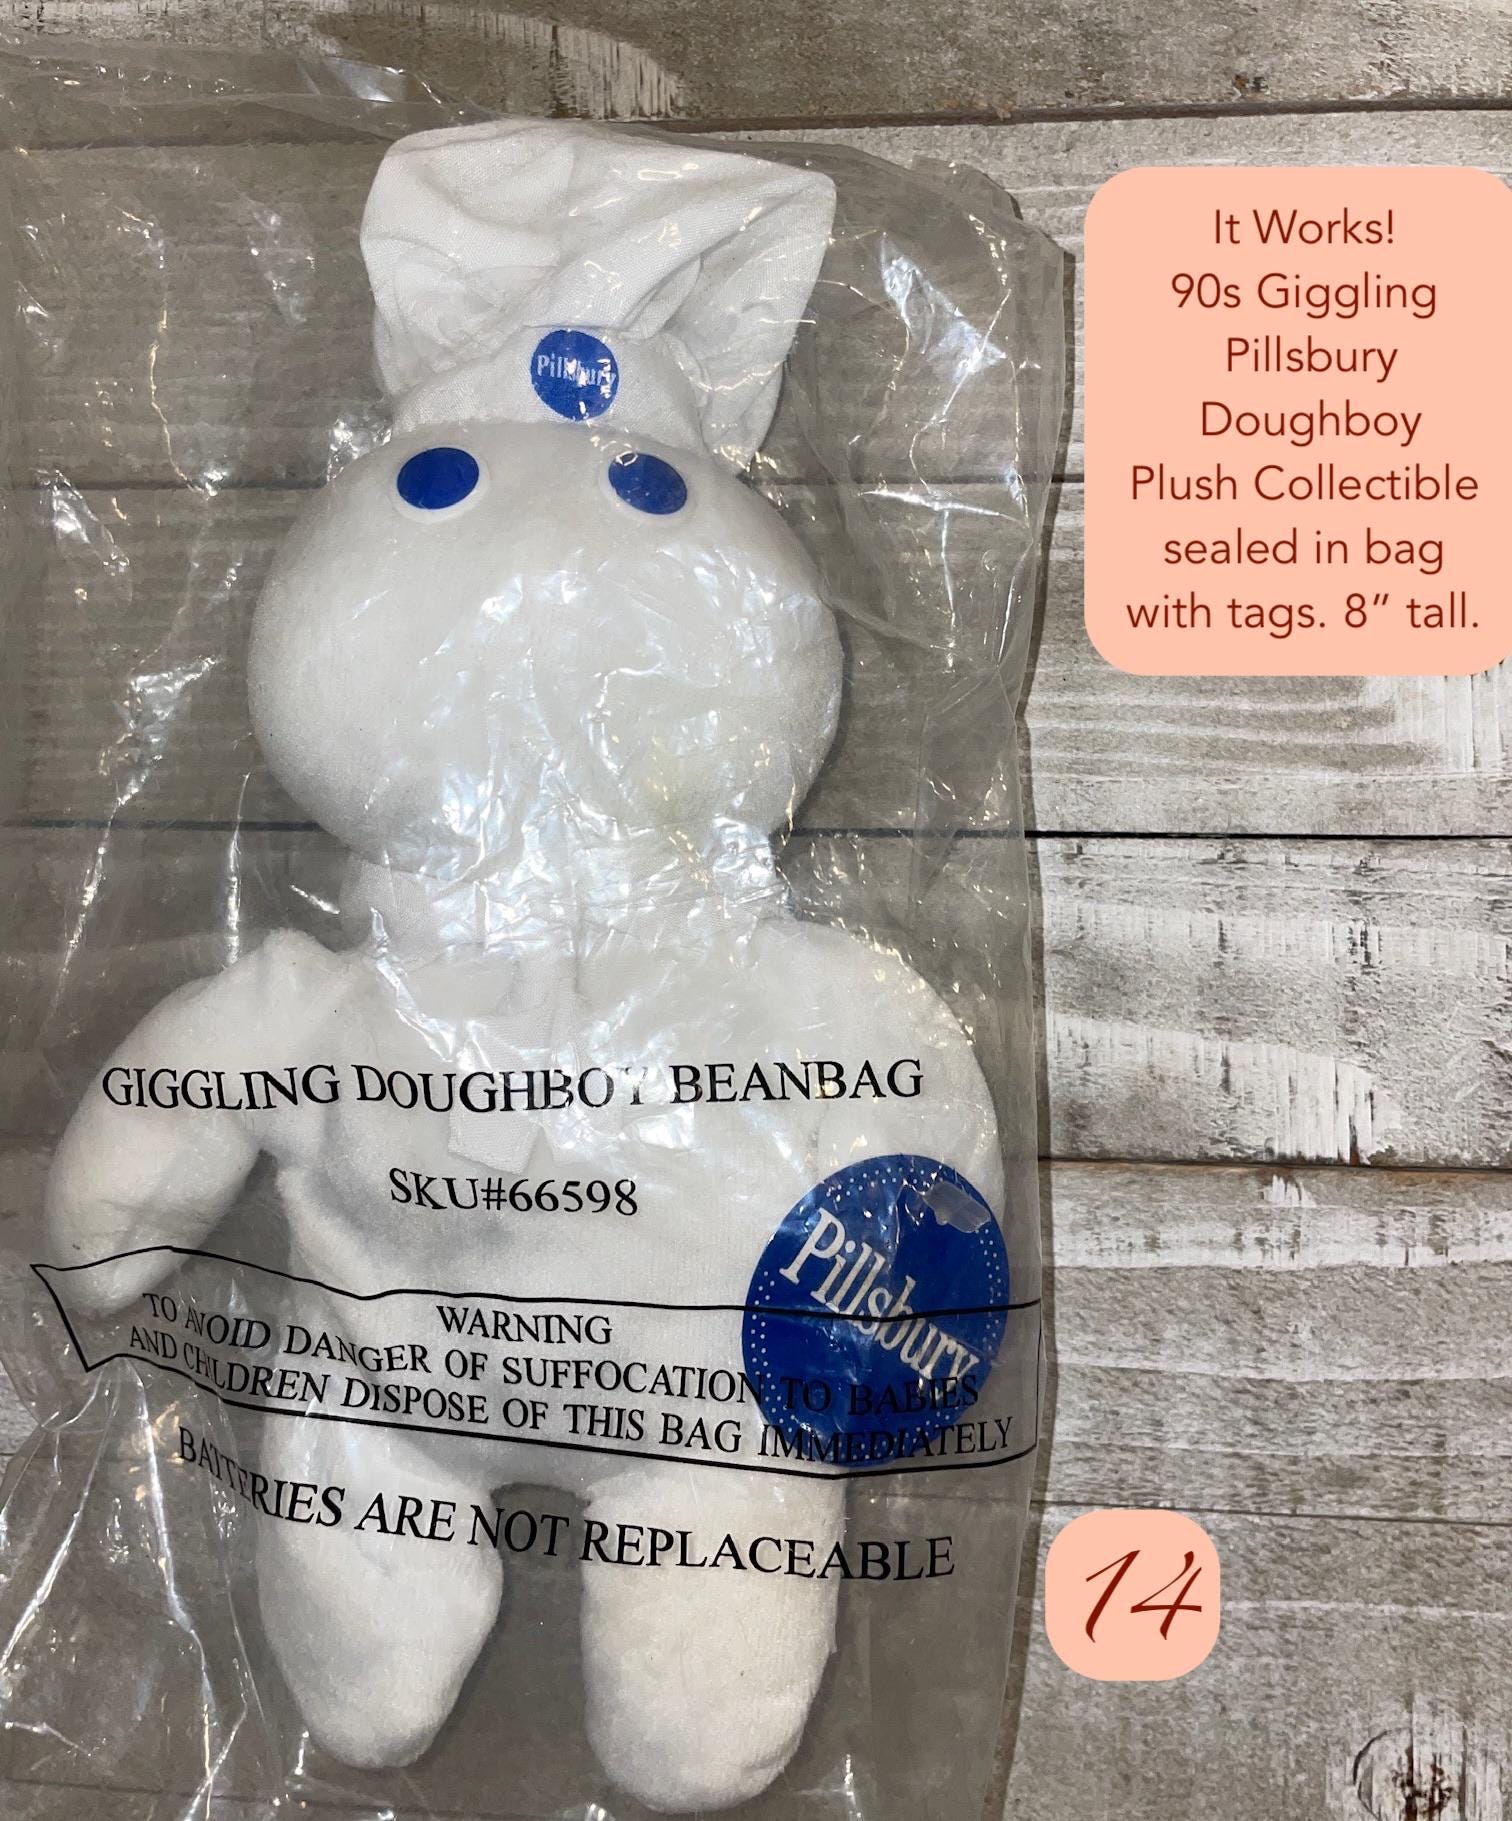 It Works!
90s Giggling
Pillsbury
Doughboy
Plush Collectible
sealed in bag
with tags. 8” tall.
Pillsbury
GIGGLING DOUGHBOY BEANBAG
SKU#66598
Pillsbury
WARNING
TO AVOID DANGER OF SUFFOCATION TO BABIES
AND CHILDREN DISPOSE OF THIS BAG IMMEDIATELY
BATTERIES ARE NOT REPLACEABLE
14